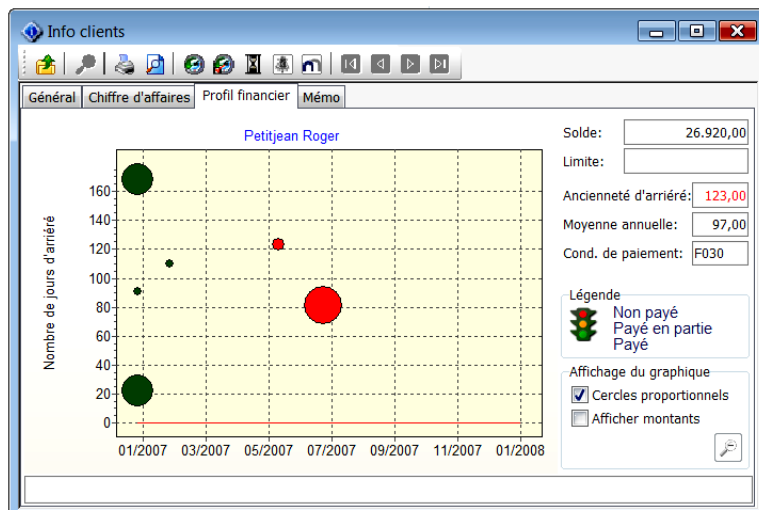 Info clients
Général Chiffre d'affaires Profil financier Mémo
Petitjean Roger
Nombre de jours d'arriéré
160
140
120
100
80
60
40
20
0
01/2007 03/2007 05/2007 07/2007 09/2007 11/2007 01/2008
Solde: 26.920,00
Limite:
Ancienneté d'arriéré: 123,00
Moyenne annuelle: 97,00
Cond. de paiement: F030
Légende
Non payé
Payé en partie
Payé
Affichage du graphique
Cercles proportionnels
Afficher montants